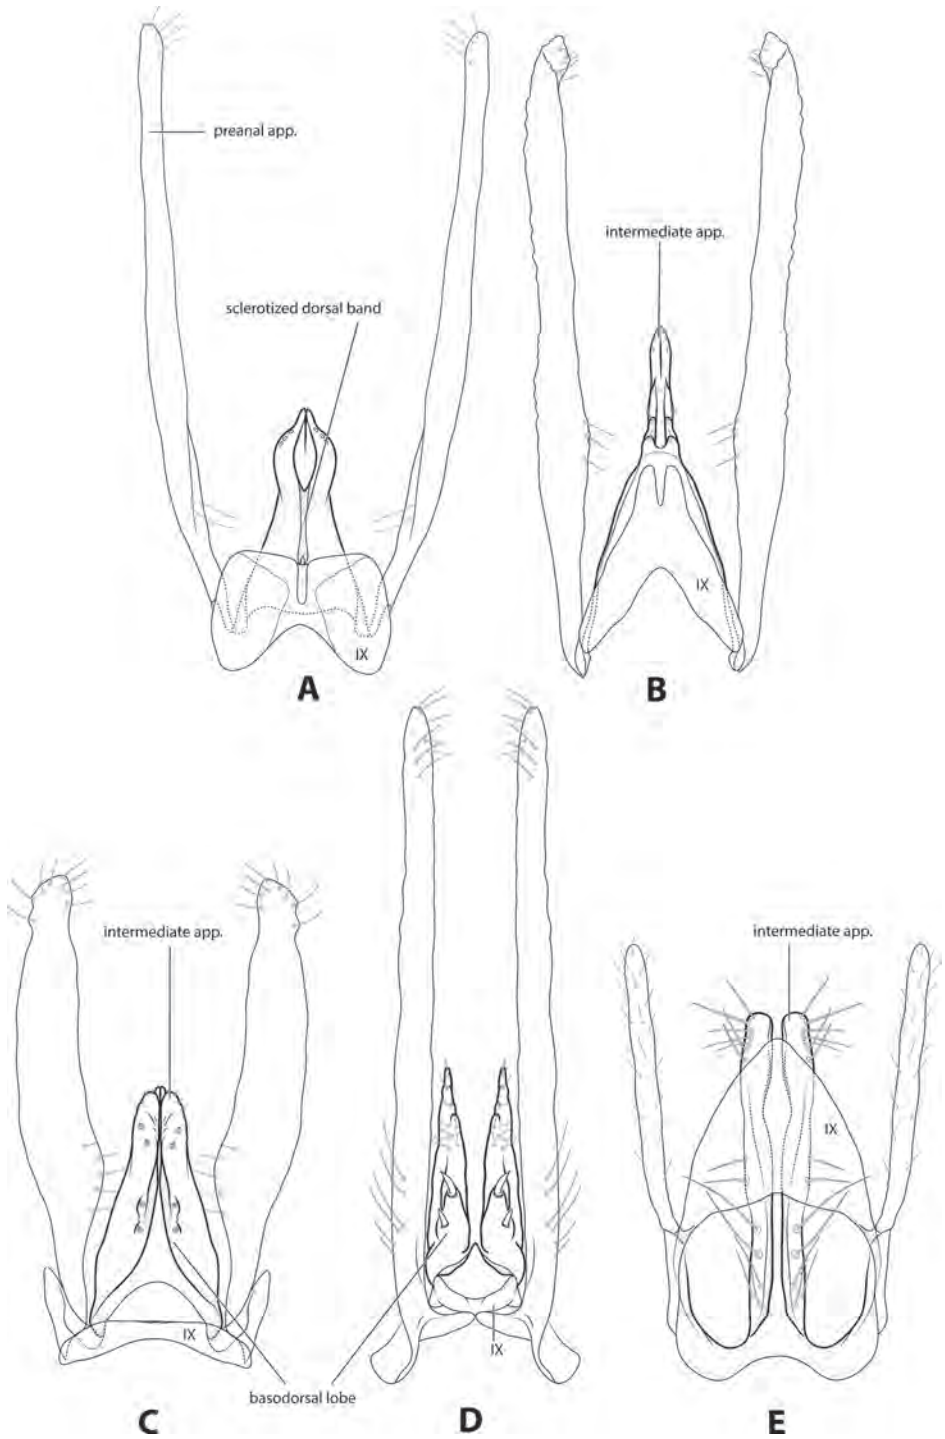 preanal app.
intermediate app.
sclerotized dorsal band
IX
IX
A
B
intermediate app.
intermediate app.
IX
IX
IX
basodorsal lobe
C
D
E